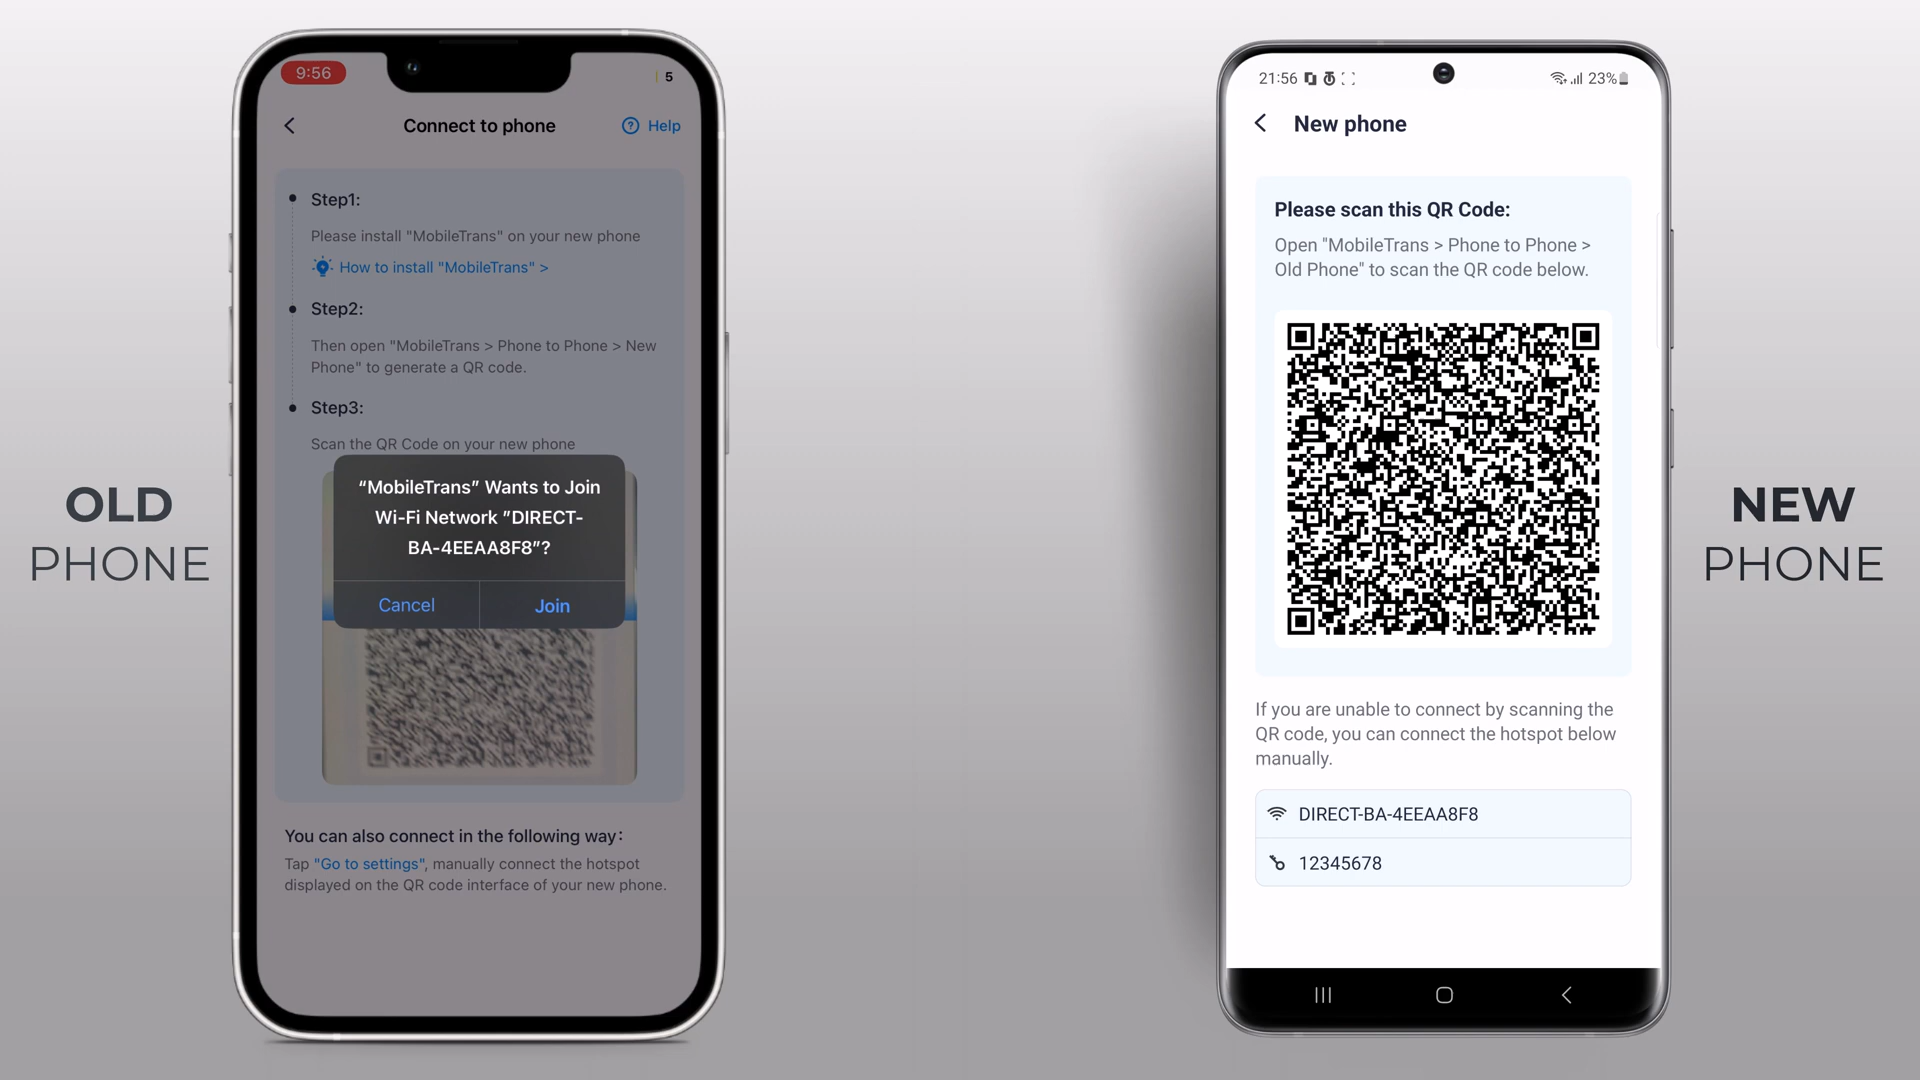 OLD
PHONE
9:56
5
Connect to phone
Help
Step1:
Please install "MobileTrans" on your new phone
How to install "MobileTrans" >
Step2:
Then open "MobileTrans > Phone to Phone > New
Phone" to generate a QR code.
Step3:
Scan the QR Code on your new phone
“MobileTrans” Wants to Join
Wi-Fi Network ”DIRECT-
BA-4EEAA8F8”?
Cancel
Join
You can also connect in the following way:
Tap "Go to settings", manually connect the hotspot
displayed on the QR code interface of your new phone.
21:56
23%
New phone
Please scan this QR Code:
Open "MobileTrans > Phone to Phone >
Old Phone" to scan the QR code below.
If you are unable to connect by scanning the
QR code, you can connect the hotspot below
manually.
DIRECT-BA-4EEAA8F8
12345678
NEW
PHONE